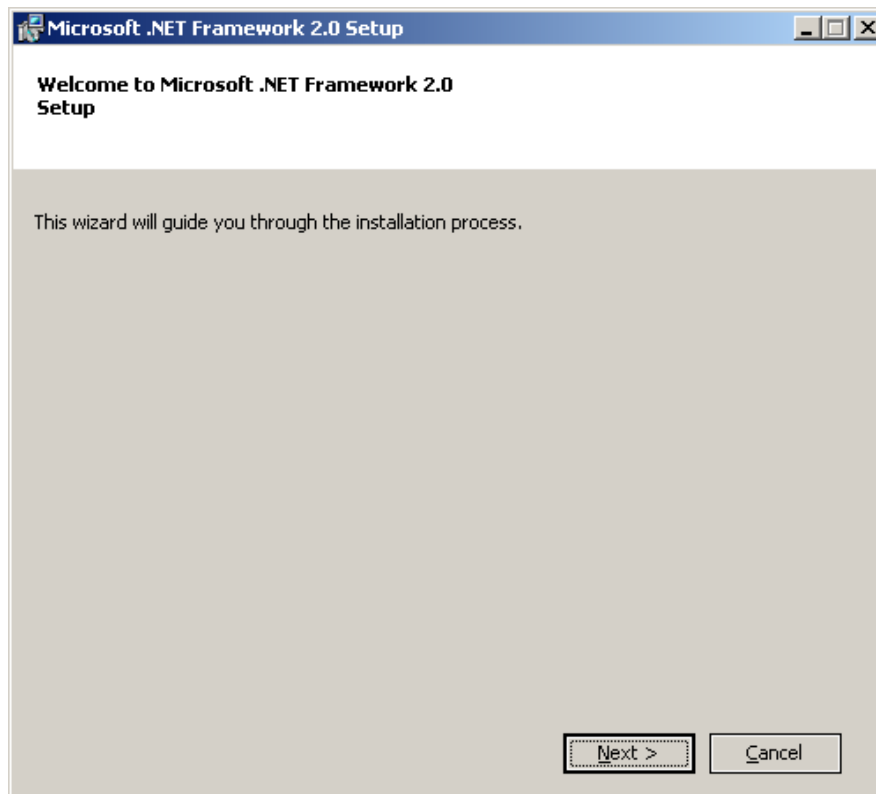 Microsoft .NET Framework 2.0 Setup
Welcome to Microsoft .NET Framework 2.0
Setup
This wizard will guide you through the installation process.
Next >
Cancel